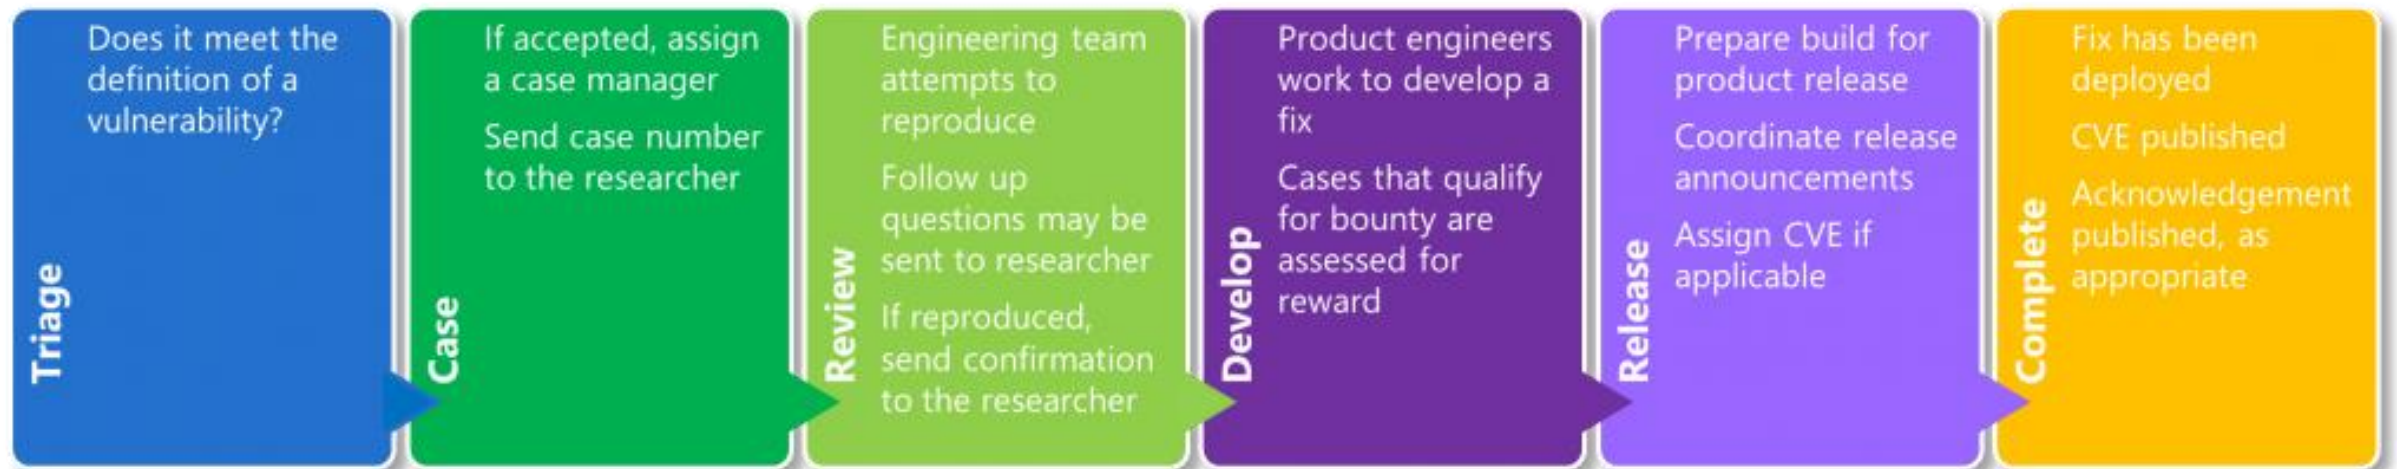 Triage
Does it meet the
definition of a
vulnerability?
Case
If accepted, assign
a case manager
Send case number
to the researcher
Review
Engineering team
attempts to
reproduce
Follow up
questions may be
sent to researcher
If reproduced,
send confirmation
to the researcher
Develop
Product engineers
work to develop a
fix
Cases that qualify
for bounty are
assessed for
reward
Release
Prepare build for
product release
Coordinate release
announcements
Assign CVE if
applicable
Complete
Fix has been
deployed
CVE published
Acknowledgement
published, as
appropriate